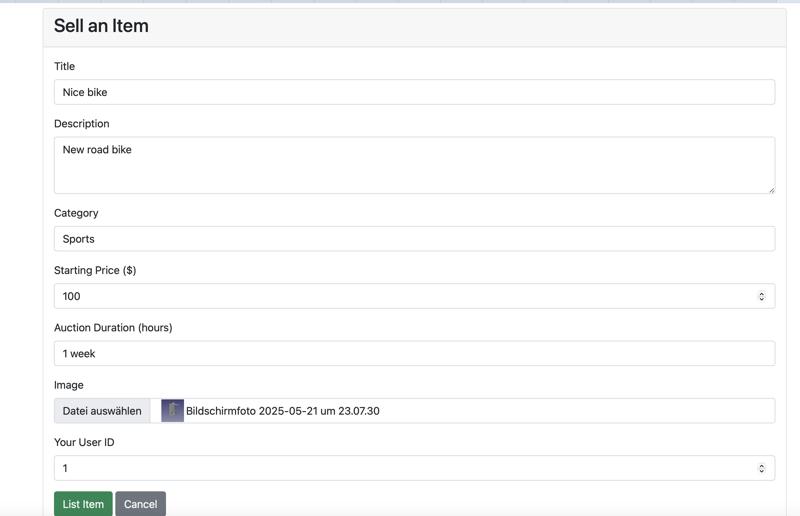 Sell an Item
Title
Nice bike
Description
New road bike
Category
Sports
Starting Price ($)
100
Auction Duration (hours)
1 week
Image
Datei auswählen Bildschirmfoto 2025-05-21 um 23.07.30
Your User ID
1
List Item Cancel